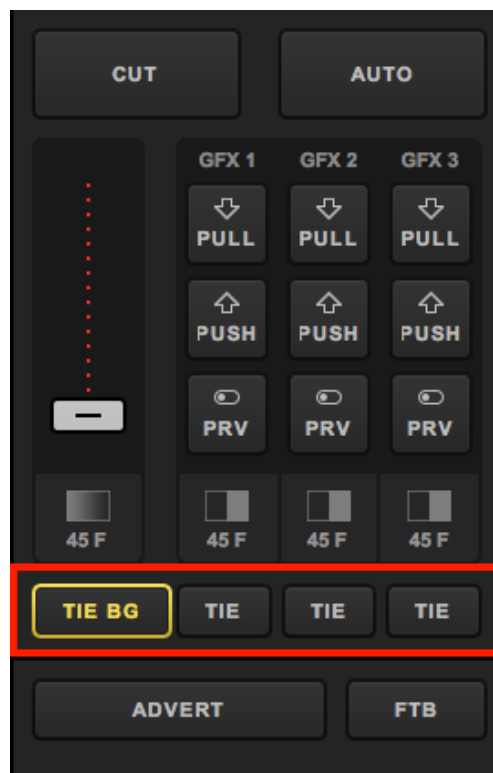 CUT AUTO
GFX 1 GFX 2 GFX 3
PULL PULL PULL
PUSH PUSH PUSH
PRV PRV PRV
45 F 45 F 45 F 45 F
TIE BG TIE TIE TIE
ADVERT FTB